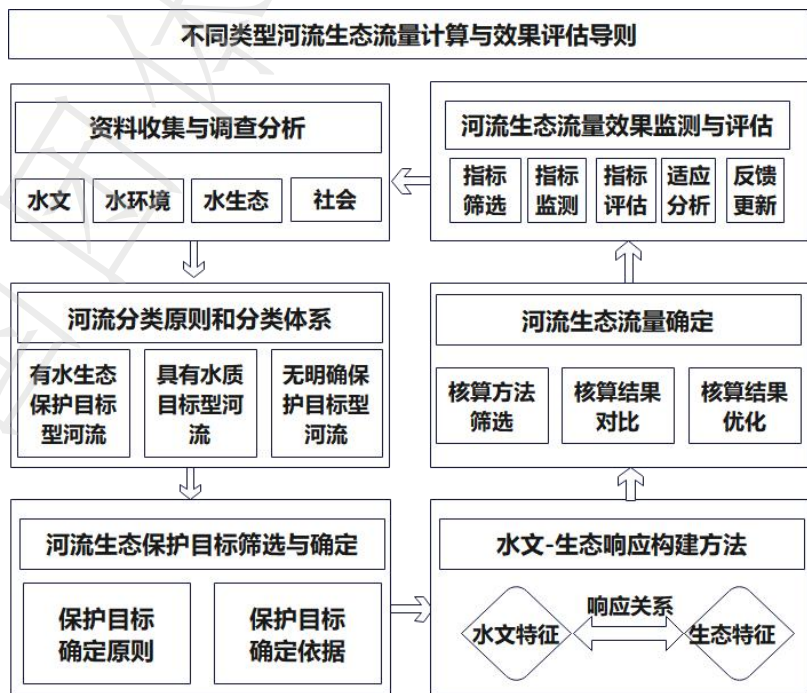 不同类型河流生态流量计算与效果评估导则
资料收集与调查分析
水文
水环境
水生态
社会
河流分类原则和分类体系
有水生态
保护目标
型河流
具有水质
目标型河
流
无明确保
护目标型
河流
河流生态保护目标筛选与确定
保护目标
确定原则
保护目标
确定依据
水文-生态响应构建方法
水文特征
响应关系
生态特征
河流生态流量确定
核算方法
筛选
核算结果
对比
核算结果
优化
河流生态流量效果监测与评估
指标
筛选
指标
监测
指标
评估
适应
分析
反馈
更新